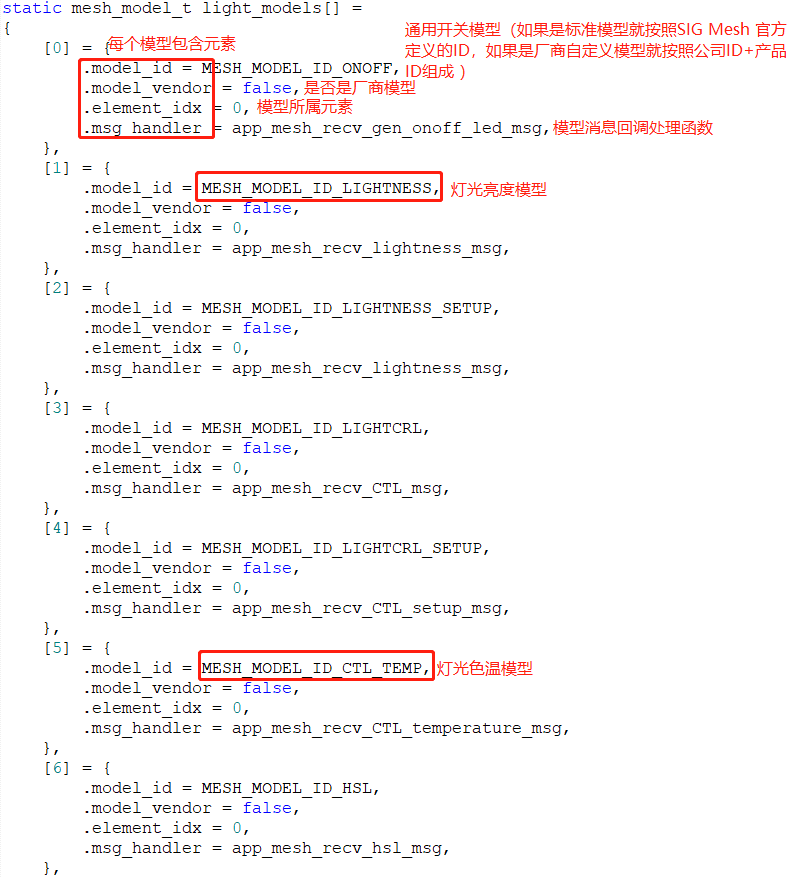 static mesh_model_t light_models[] =
{
[0] = {
每个模型包含元素
通用开关模型（如果是标准模型就按照SIG Mesh 官方
定义的ID，如果是厂商自定义模型就按照公司ID+产品
ID组成 ）
.model_id = MESH_MODEL_ID_ONOFF,
.model_vendor = false, 是否是厂商模型
.element_idx = 0, 模型所属元素
.msg_handler = app_mesh_recv_gen_onoff_led_msg, 模型消息回调处理函数
},
[1] = {
.model_id = MESH_MODEL_ID_LIGHTNESS, 灯光亮度模型
.model_vendor = false,
.element_idx = 0,
.msg_handler = app_mesh_recv_lightness_msg,
},
[2] = {
.model_id = MESH_MODEL_ID_LIGHTNESS_SETUP,
.model_vendor = false,
.element_idx = 0,
.msg_handler = app_mesh_recv_lightness_msg,
},
[3] = {
.model_id = MESH_MODEL_ID_LIGHTCRL,
.model_vendor = false,
.element_idx = 0,
.msg_handler = app_mesh_recv_CTL_msg,
},
[4] = {
.model_id = MESH_MODEL_ID_LIGHTCRL_SETUP,
.model_vendor = false,
.element_idx = 0,
.msg_handler = app_mesh_recv_CTL_setup_msg,
},
[5] = {
.model_id = MESH_MODEL_ID_CTL_TEMP, 灯光色温模型
.model_vendor = false,
.element_idx = 0,
.msg_handler = app_mesh_recv_CTL_temperature_msg,
},
[6] = {
.model_id = MESH_MODEL_ID_HSL,
.model_vendor = false,
.element_idx = 0,
.msg_handler = app_mesh_recv_hsl_msg,
},